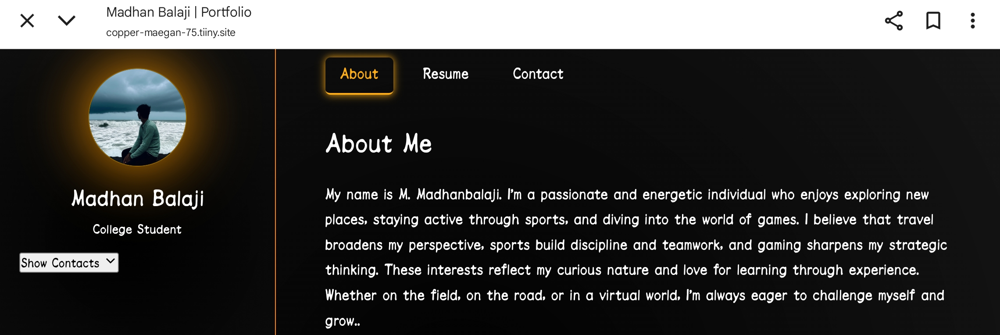 Madhan Balaji | Portfolio
copper-maegan-75.tiiny.site
About
Resume
Contact
Madhan Balaji
College Student
Show Contacts
About Me
My name is M. Madhanbalaji. I'm a passionate and energetic individual who enjoys exploring new
places, staying active through sports, and diving into the world of games. I believe that travel
broadens my perspective, sports build discipline and teamwork, and gaming sharpens my strategic
thinking. These interests reflect my curious nature and love for learning through experience.
Whether on the field, on the road, or in a virtual world, I'm always eager to challenge myself and
grow..